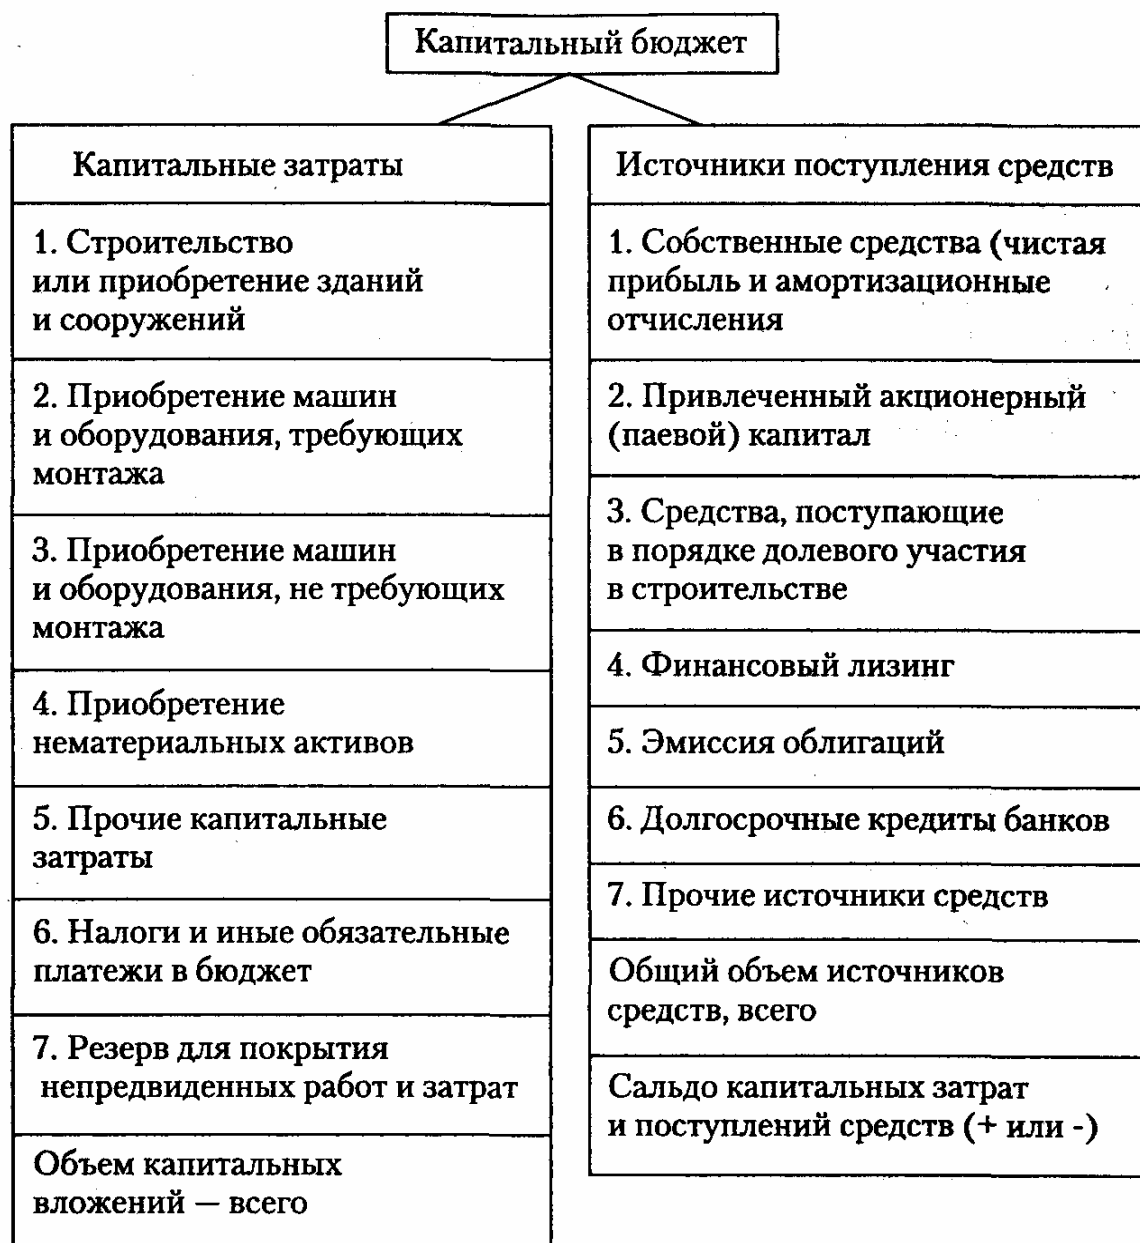 Капитальный бюджет
Капитальные затраты
1. Строительство
или приобретение зданий
и сооружений
2. Приобретение машин
и оборудования, требующих
монтажа
3. Приобретение машин
и оборудования, не требующих
монтажа
4. Приобретение
нематериальных активов
5. Прочие капитальные
затраты
6. Налоги и иные обязательные
платежи в бюджет
7. Резерв для покрытия
непредвиденных работ и затрат
Объем капитальных
вложений — всего
Источники поступления средств
1. Собственные средства (чистая
прибыль и амортизационные
отчисления
2. Привлеченный акционерный
(паевой) капитал
3. Средства, поступающие
в порядке долевого участия
в строительстве
4. Финансовый лизинг
5. Эмиссия облигаций
6. Долгосрочные кредиты банков
7. Прочие источники средств
Общий объем источников
средств, всего
Сальдо капитальных затрат
и поступлений средств (+ или -)